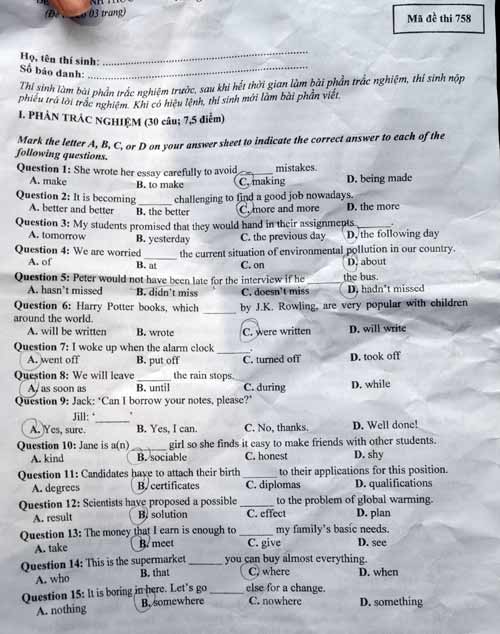 03 trang)
Mã đề thi 758
Họ, tên thí sinh:
Số báo danh:
Thí sinh làm bài phần trắc nghiệm trước, sau khi hết thời gian làm bài phần trắc nghiệm, thí sinh nộp
phiếu trả lời trắc nghiệm. Khi có hiệu lệnh, thí sinh mới làm bài phần viết.
I. PHẦN TRẮC NGHIỆM (30 câu; 7,5 điểm)
Mark the letter A, B, C, or D on your answer sheet to indicate the correct answer to each of the
following questions.
Question 1: She wrote her essay carefully to avoid ______ mistakes.
A. make B. to make C. making D. being made
Question 2: It is becoming ______ challenging to find a good job nowadays.
A. better and better B. the better C. more and more D. the more
Question 3: My students promised that they would hand in their assignments ______.
A. tomorrow B. yesterday C. the previous day D. the following day
Question 4: We are worried ______ the current situation of environmental pollution in our country.
A. of B. at C. on D. about
Question 5: Peter would not have been late for the interview if he ______ the bus.
A. hasn't missed B. didn't miss C. doesn't miss D. hadn't missed
Question 6: Harry Potter books, which ______ by J.K. Rowling, are very popular with children
around the world.
A. will be written B. wrote C. were written D. will write
Question 7: I woke up when the alarm clock ______.
A. went off B. put off C. turned off D. took off
Question 8: We will leave ______ the rain stops.
A. as soon as B. until C. during D. while
Question 9: Jack: 'Can I borrow your notes, please?'
Jill: '______'
A. Yes, sure. B. Yes, I can. C. No, thanks. D. Well done!
Question 10: Jane is a(n) ______ girl so she finds it easy to make friends with other students.
A. kind B. sociable C. honest D. shy
Question 11: Candidates have to attach their birth ______ to their applications for this position.
A. degrees B. certificates C. diplomas D. qualifications
Question 12: Scientists have proposed a possible ______ to the problem of global warming.
A. result B. solution C. effect D. plan
Question 13: The money that I earn is enough to ______ my family's basic needs.
A. take B. meet C. give D. see
Question 14: This is the supermarket ______ you can buy almost everything.
A. who B. that C. where D. when
Question 15: It is boring in here. Let's go ______ else for a change.
A. nothing B. somewhere C. nowhere D. something